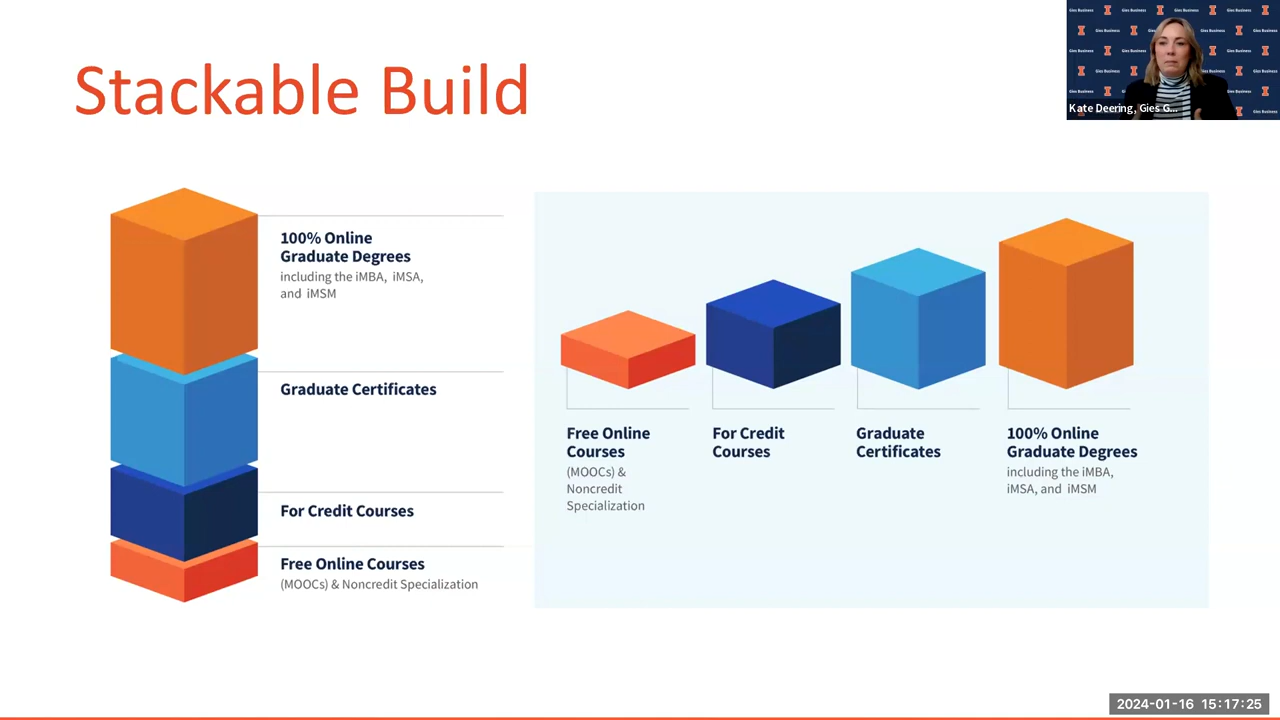 Stackable Build
Gies Business
Kate Deering, Gies G...
100% Online
Graduate Degrees
including the iMBA, iMSA,
and iMSM
Graduate Certificates
For Credit Courses
Free Online Courses
(MOOCs) & Noncredit Specialization
Free Online
Courses
(MOOCs) &
Noncredit
Specialization
For Credit
Courses
Graduate
Certificates
100% Online
Graduate Degrees
including the iMBA,
iMSA, and iMSM
2024-01-16 15:17:25